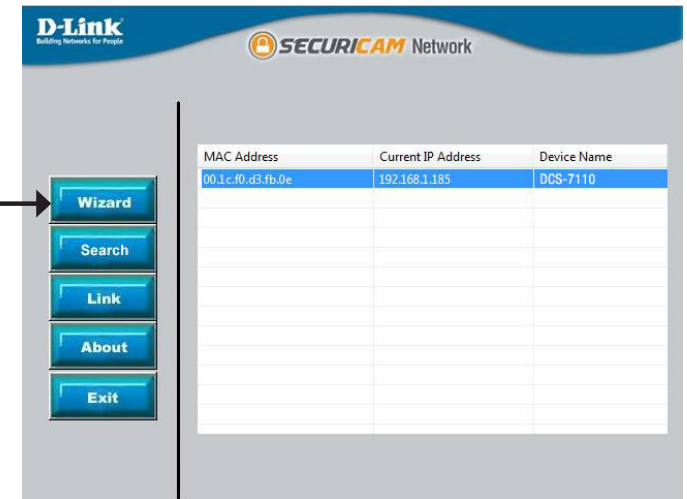 D-Link
Building Networks for People
SECURICAM Network
MAC Address Current IP Address Device Name
00.1c.f0.d3.fb.0e 192.168.1.185 DCS-7110
Wizard
Search
Link
About
Exit